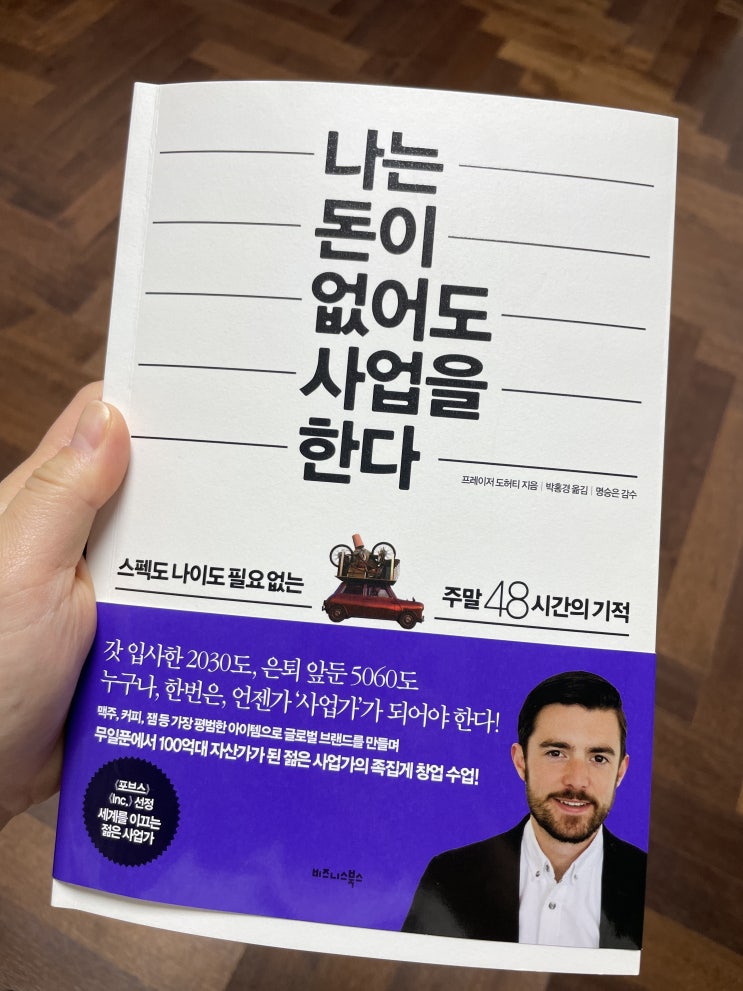 나는
돈이
없어도
사업을
한다
프레이저 도허티 지음 | 박홍경 옮김 | 명승은 감수
스펙도 나이도 필요 없는
주말 48시간의 기적
갓 입사한 2030도, 은퇴 앞둔 5060도
누구나, 한번은, 언젠가 ‘사업가’가 되어야 한다!
맥주, 커피, 잼 등 가장 평범한 아이템으로 글로벌 브랜드를 만들며
무일푼에서 100억대 자산가가 된 젊은 사업가의 족집게 창업 수업!
《포브스》
《Inc.》 선정
세계를 이끄는
젊은 사업가
비즈니스북스